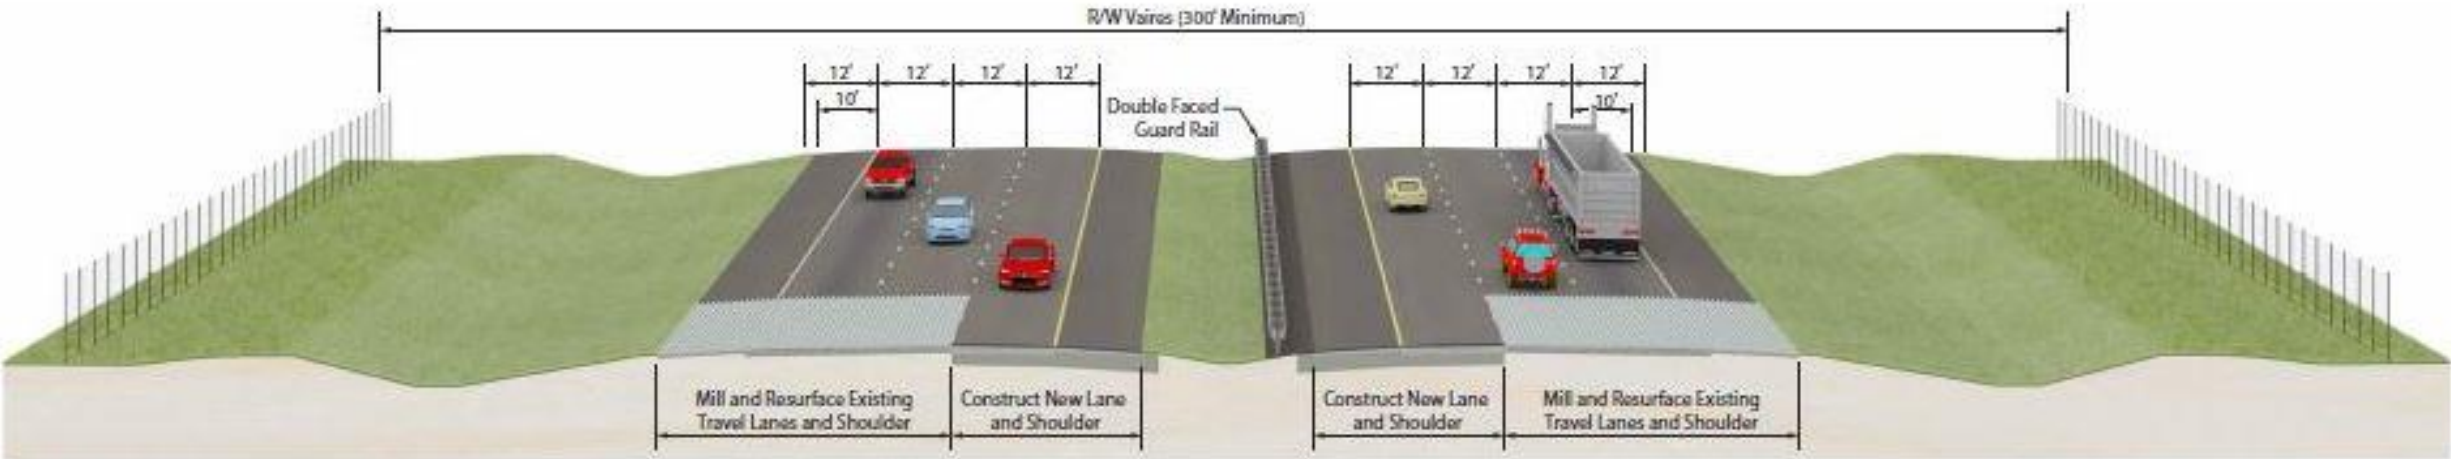 R/W Vaires (300' Minimum)
12' 12' 12' 12'
12' 12' 12' 12'
10'
10'
Double Faced
Guard Rail
Mill and Resurface Existing
Travel Lanes and Shoulder
Construct New Lane
and Shoulder
Construct New Lane
and Shoulder
Mill and Resurface Existing
Travel Lanes and Shoulder